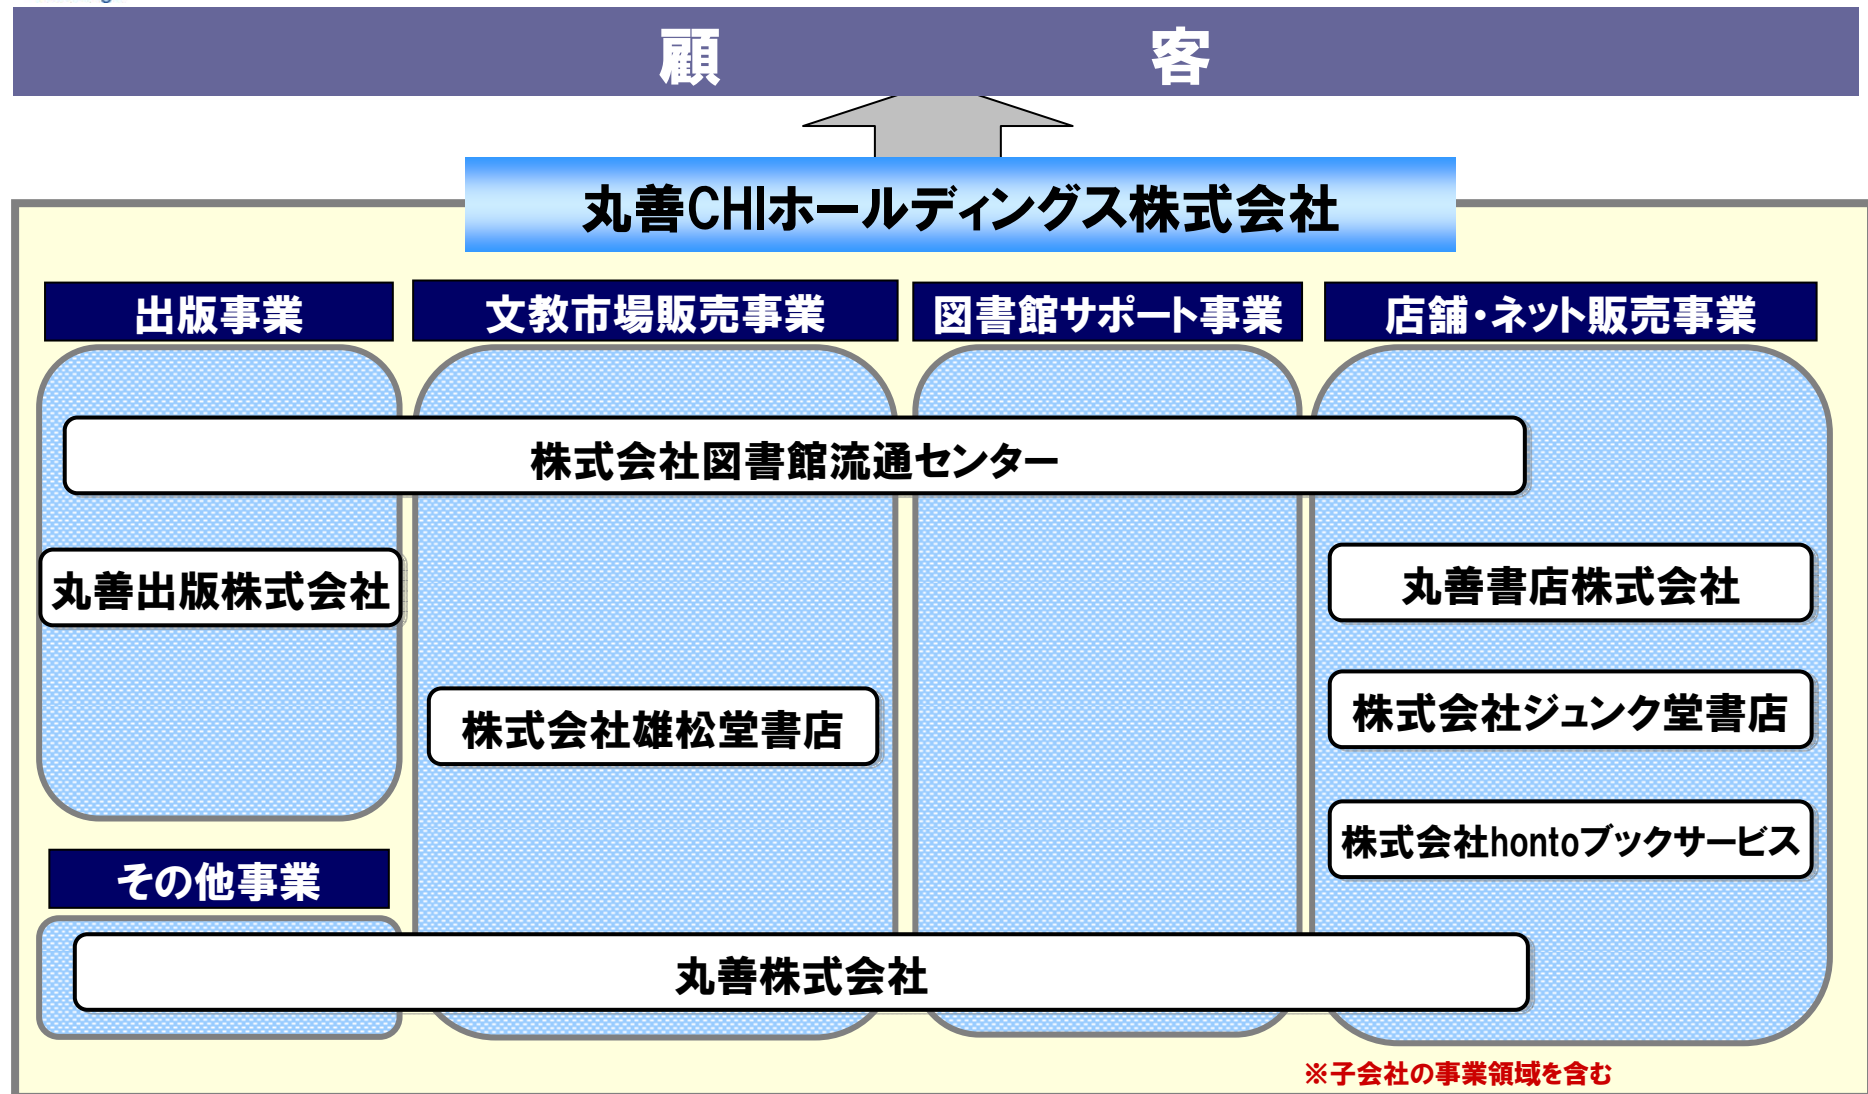 顧 客
丸善CHIホールディングス株式会社
出版事業
文教市場販売事業
図書館サポート事業
店舗・ネット販売事業
株式会社図書館流通センター
丸善出版株式会社
丸善書店株式会社
株式会社雄松堂書店
株式会社ジュンク堂書店
株式会社hontoブックサービス
その他事業
丸善株式会社
※子会社の事業領域を含む